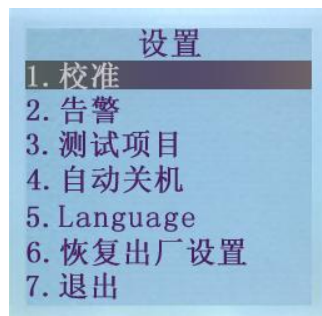 设置
1. 校准
2. 告警
3. 测试项目
4. 自动关机
5. Language
6. 恢复出厂设置
7. 退出